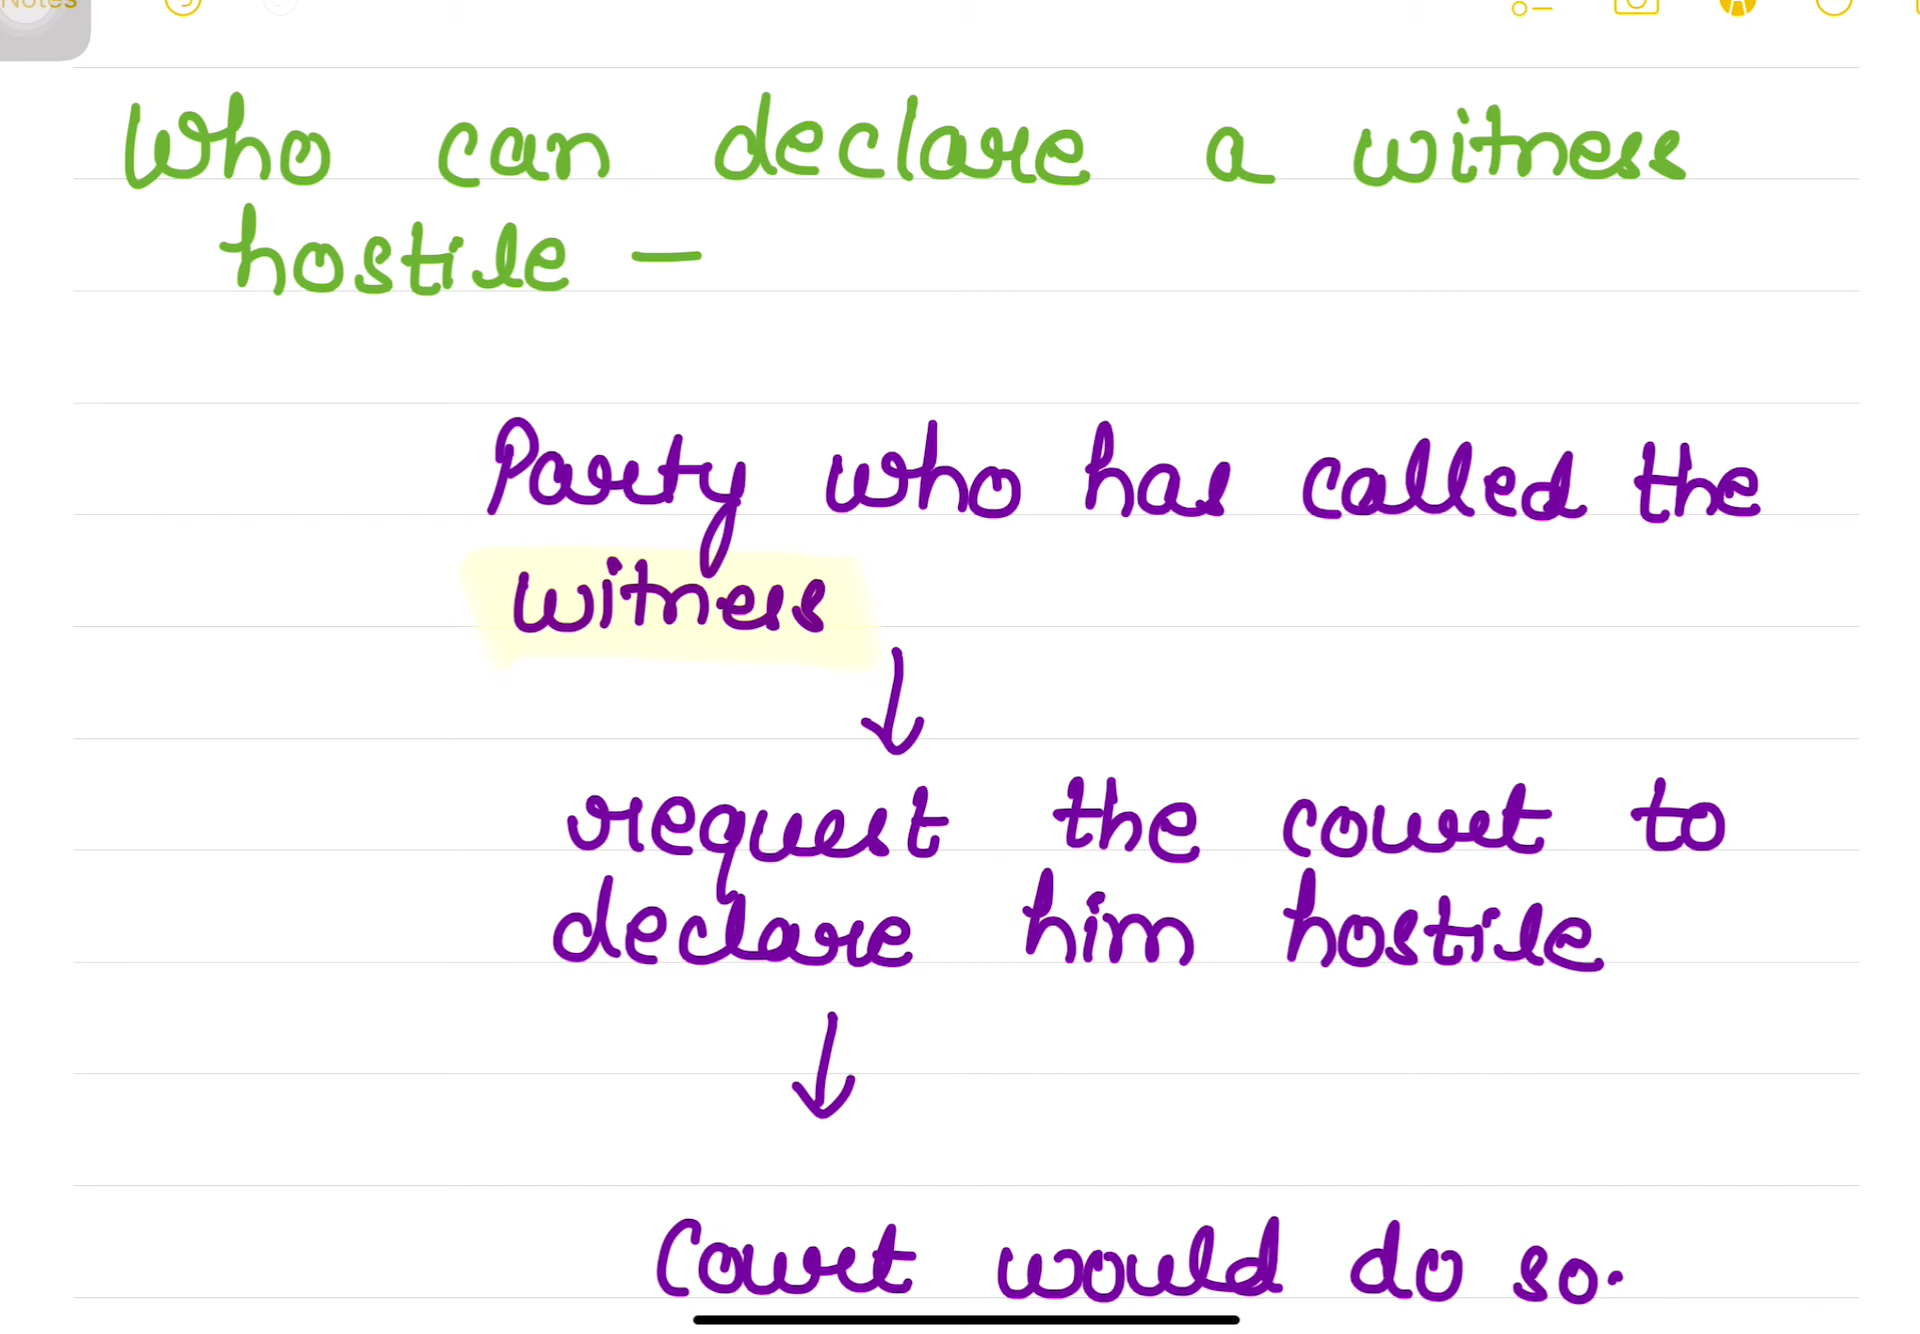 Notes
Who can declare a witness
hostile —
Party who has called the
witness
↓
request the court to
declare him hostile
↓
Court would do so.